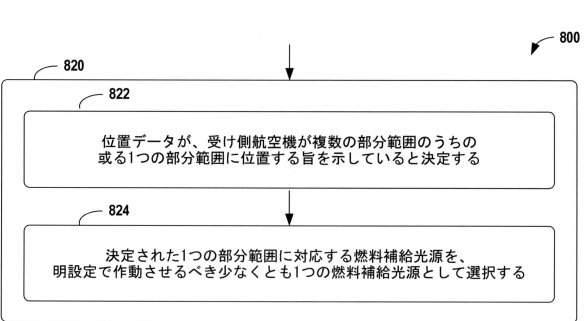 800
820
822
位置データが、受け側航空機が複数の部分範囲のうちの
或る1つの部分範囲に位置する旨を示していると決定する
824
決定された1つの部分範囲に対応する燃料補給光源を、
明設定で作動させるべき少なくとも1つの燃料補給光源として選択する